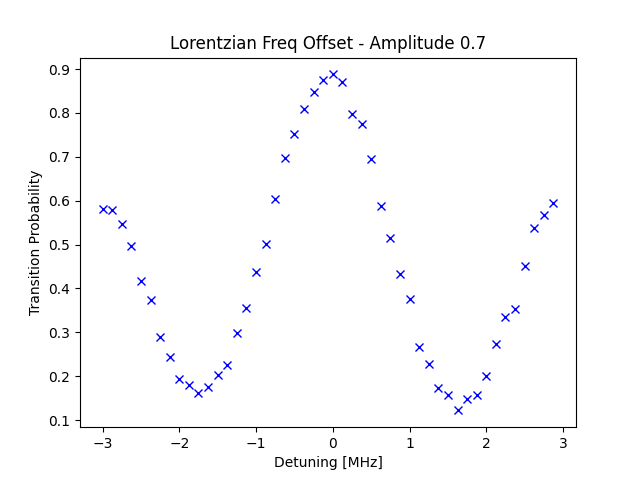 Lorentzian Freq Offset - Amplitude 0.7
Transition Probability
0.9
0.8
0.7
0.6
0.5
0.4
0.3
0.2
0.1
−3 −2 −1 0 1 2 3
Detuning [MHz]